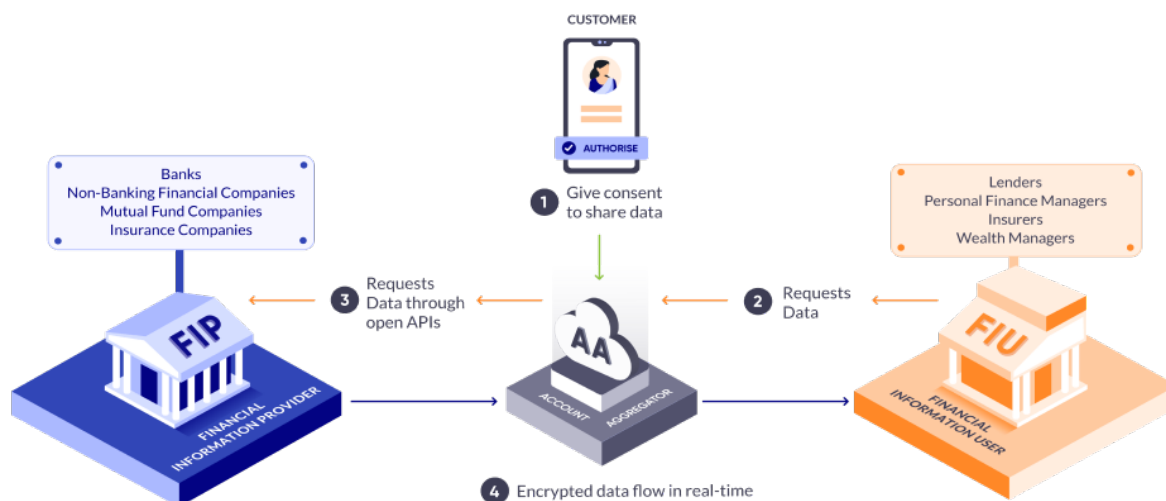 CUSTOMER
AUTHORISE
1 Give consent
to share data
Banks
Non-Banking Financial Companies
Mutual Fund Companies
Insurance Companies
Lenders
Personal Finance Managers
Insurers
Wealth Managers
3 Requests
Data through
open APIs
2 Requests
Data
FIP
FINANCIAL
INFORMATION PROVIDER
AA
ACCOUNT
AGGREGATOR
FIU
FINANCIAL
INFORMATION USER
4 Encrypted data flow in real-time